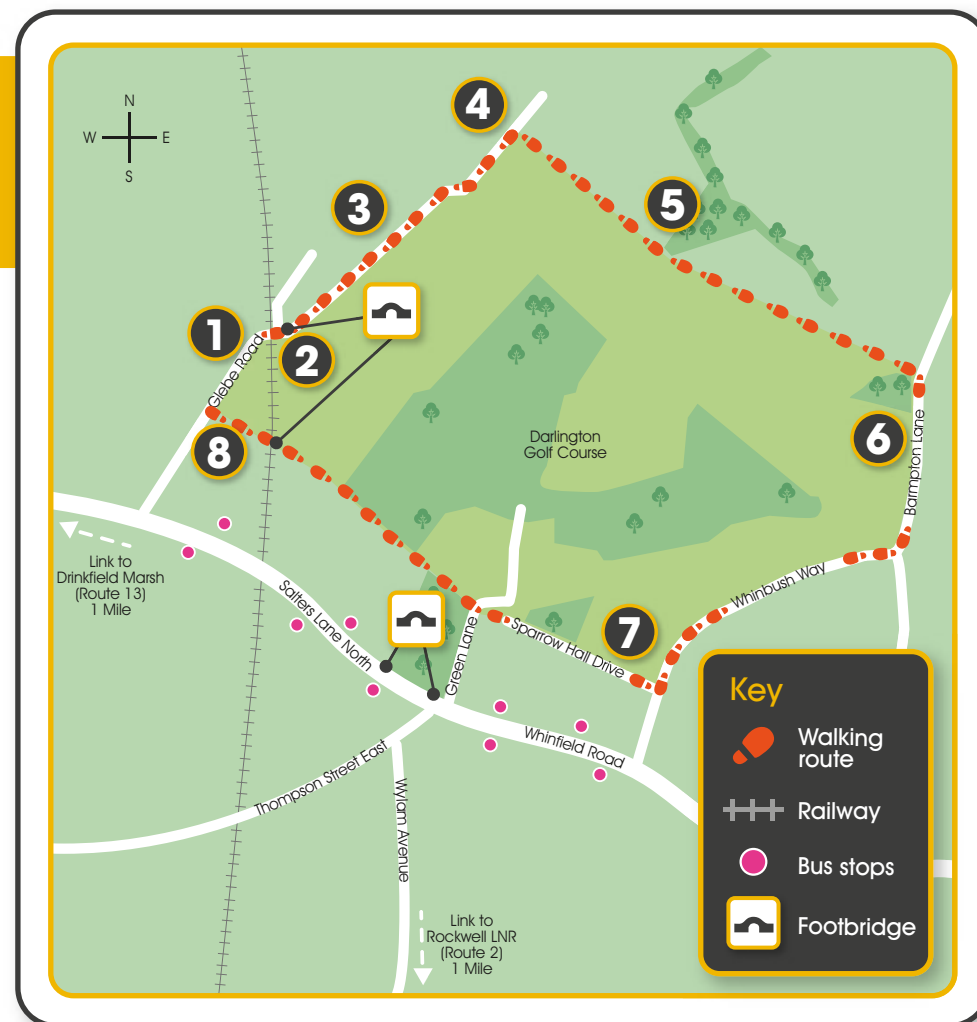 N
W E
S
4
5
3
1
2
Glebe Road
8
6
Darlington
Golf Course
Barmpton Lane
Link to
Drinkfield Marsh
(Route 13)
1 Mile
Salters Lane North
Green Lane
Sparrow Hall Drive
7
Whinbush Way
Whinfield Road
Thompson Street East
Wylam Avenue
Link to
Rockwell LNR
(Route 2)
1 Mile
Key
Walking
route
Railway
Bus stops
Footbridge